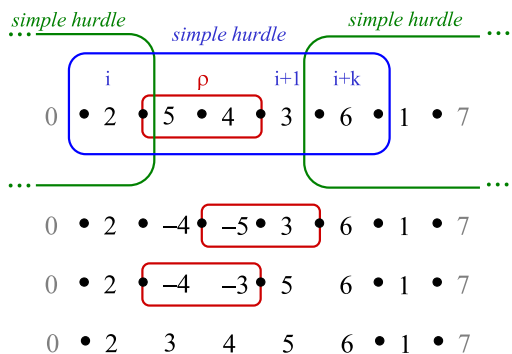 simple hurdle simple hurdle simple hurdle
i ρ i+1 i+k
0 • 2 • 5 • 4 • 3 • 6 • 1 • 7
0 • 2 • −4 • −5 • 3 • 6 • 1 • 7
0 • 2 • −4 −3 • 5 6 • 1 • 7
0 • 2 3 4 5 6 • 1 • 7